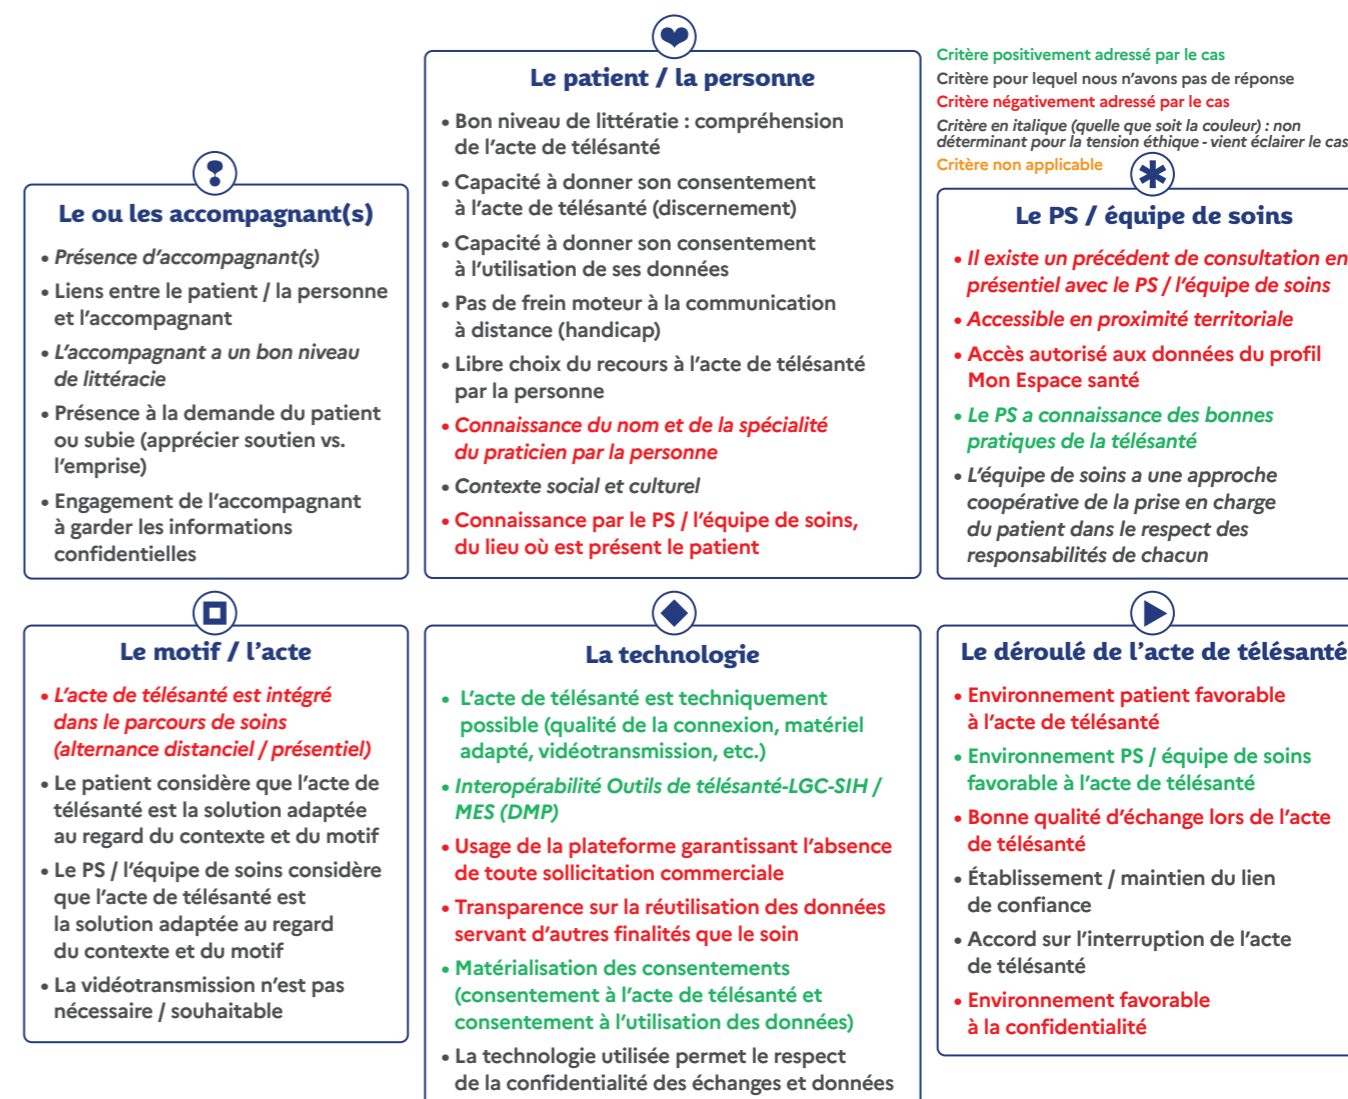 Critère positivement adressé par le cas
Critère pour lequel nous n’avons pas de réponse
Critère négativement adressé par le cas
Critère en italique (quelle que soit la couleur) : non
déterminant pour la tension éthique - vient éclairer le cas
Critère non applicable
Le ou les accompagnant(s)
• Présence d’accompagnant(s)
• Liens entre le patient / la personne
et l’accompagnant
• L’accompagnant a un bon niveau
de littéracie
• Présence à la demande du patient
ou subie (apprécier soutien vs.
l’emprise)
• Engagement de l’accompagnant
à garder les informations
confidentielles
Le patient / la personne
• Bon niveau de littératie : compréhension
de l’acte de télésanté
• Capacité à donner son consentement
à l’acte de télésanté (discernement)
• Capacité à donner son consentement
à l’utilisation de ses données
• Pas de frein moteur à la communication
à distance (handicap)
• Libre choix du recours à l’acte de télésanté
par la personne
• Connaissance du nom et de la spécialité
du praticien par la personne
• Contexte social et culturel
• Connaissance par le PS / l’équipe de soins,
du lieu où est présent le patient
Le PS / équipe de soins
• Il existe un précédent de consultation en
présentiel avec le PS / l’équipe de soins
• Accessible en proximité territoriale
• Accès autorisé aux données du profil
Mon Espace santé
• Le PS a connaissance des bonnes
pratiques de la télésanté
• L’équipe de soins a une approche
coopérative de la prise en charge
du patient dans le respect des
responsabilités de chacun
Le motif / l’acte
• L’acte de télésanté est intégré
dans le parcours de soins
(alternance distanciel / présentiel)
• Le patient considère que l’acte de
télésanté est la solution adaptée
au regard du contexte et du motif
• Le PS / l’équipe de soins considère
que l’acte de télésanté est
la solution adaptée au regard
du contexte et du motif
• La vidéotransmission n’est pas
nécessaire / souhaitable
La technologie
• L’acte de télésanté est techniquement
possible (qualité de la connexion, matériel
adapté, vidéotransmission, etc.)
• Interopérabilité Outils de télésanté-LGC-SIH /
MES (DMP)
• Usage de la plateforme garantissant l’absence
de toute sollicitation commerciale
• Transparence sur la réutilisation des données
servant d’autres finalités que le soin
• Matérialisation des consentements
(consentement à l’acte de télésanté et
consentement à l’utilisation des données)
• La technologie utilisée permet le respect
de la confidentialité des échanges et données
Le déroulé de l’acte de télésanté
• Environnement patient favorable
à l’acte de télésanté
• Environnement PS / équipe de soins
favorable à l’acte de télésanté
• Bonne qualité d’échange lors de l’acte
de télésanté
• Établissement / maintien du lien
de confiance
• Accord sur l’interruption de l’acte
de télésanté
• Environnement favorable
à la confidentialité